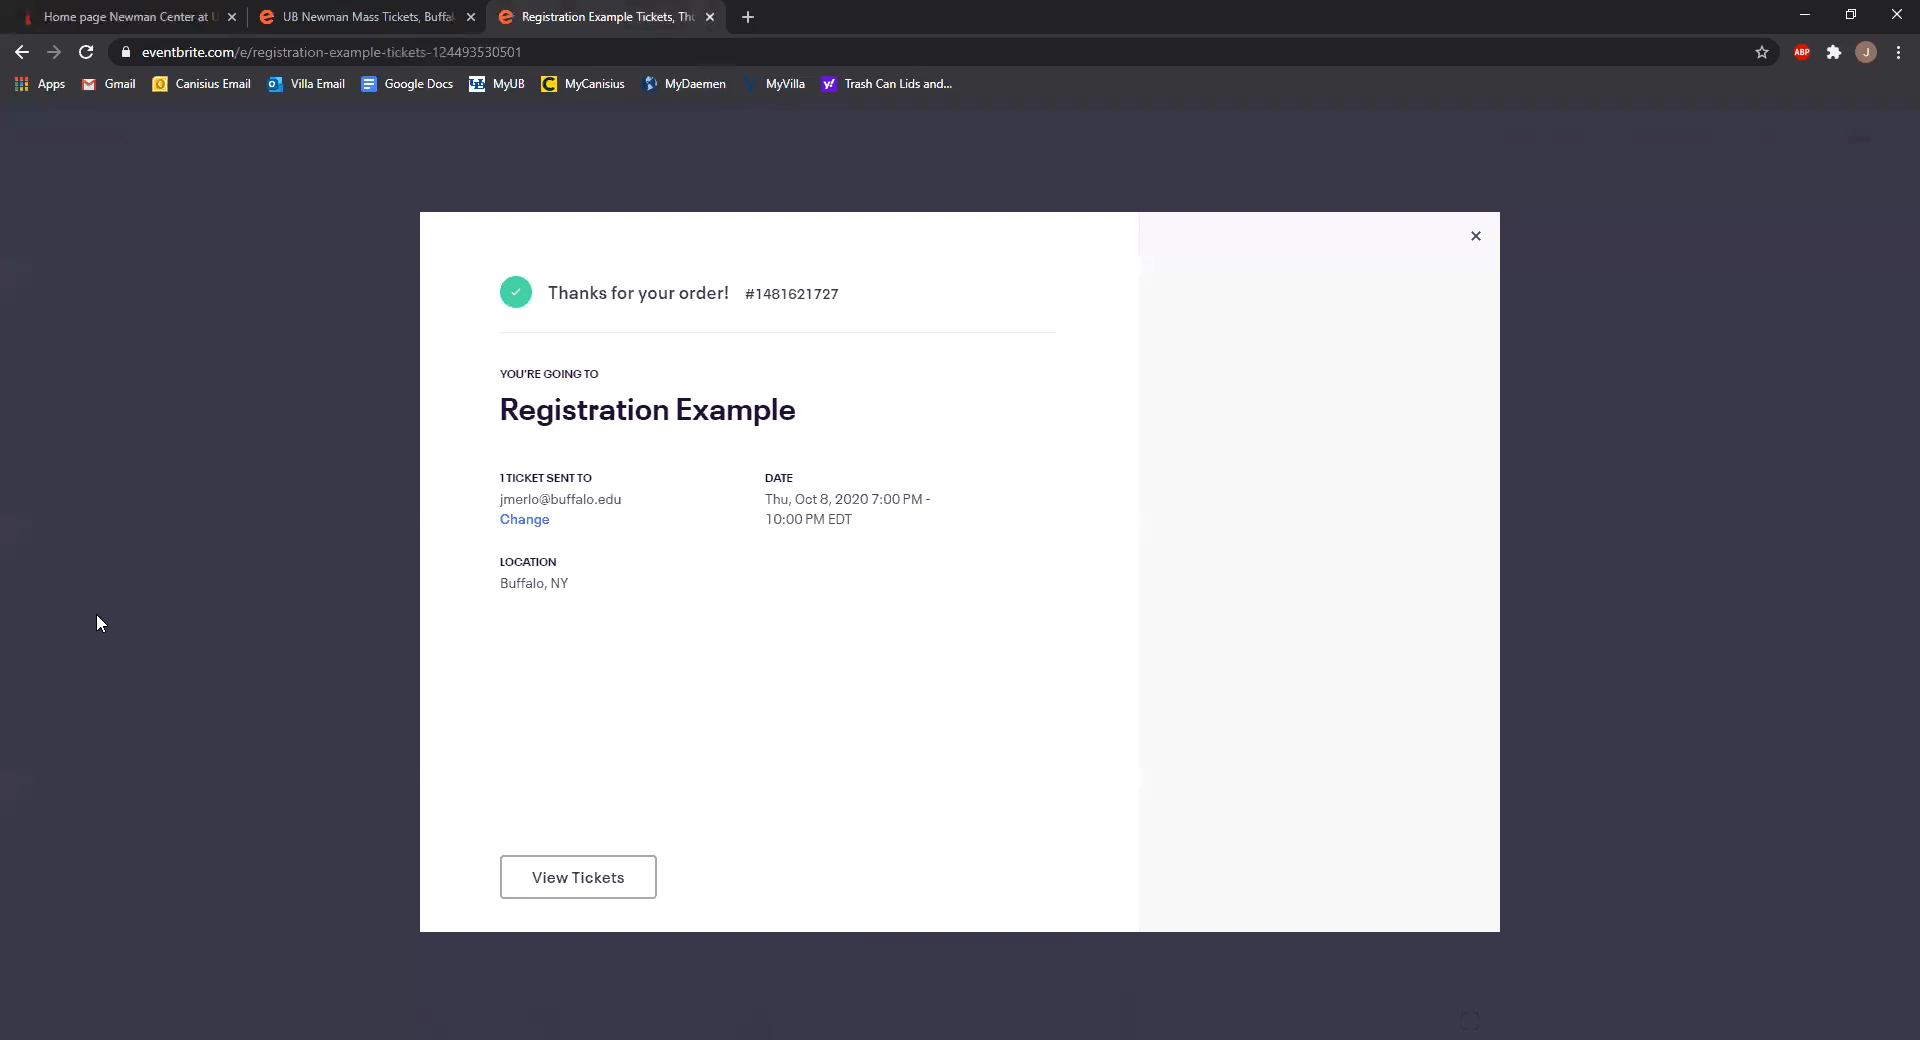 Home page Newman Center at U
UB Newman Mass Tickets, Buffal
Registration Example Tickets, Thu
eventbrite.com/e/registration-example-tickets-124493530501
ABP
J
Apps
Gmail
Canisius Email
Villa Email
Google Docs
MyUB
MyCanisius
MyDaemen
MyVilla
Trash Can Lids and...
Thanks for your order! #1481621727
YOU'RE GOING TO
Registration Example
1 TICKET SENT TO
jmerlo@buffalo.edu
Change
DATE
Thu, Oct 8, 2020 7:00 PM -
10:00 PM EDT
LOCATION
Buffalo, NY
View Tickets